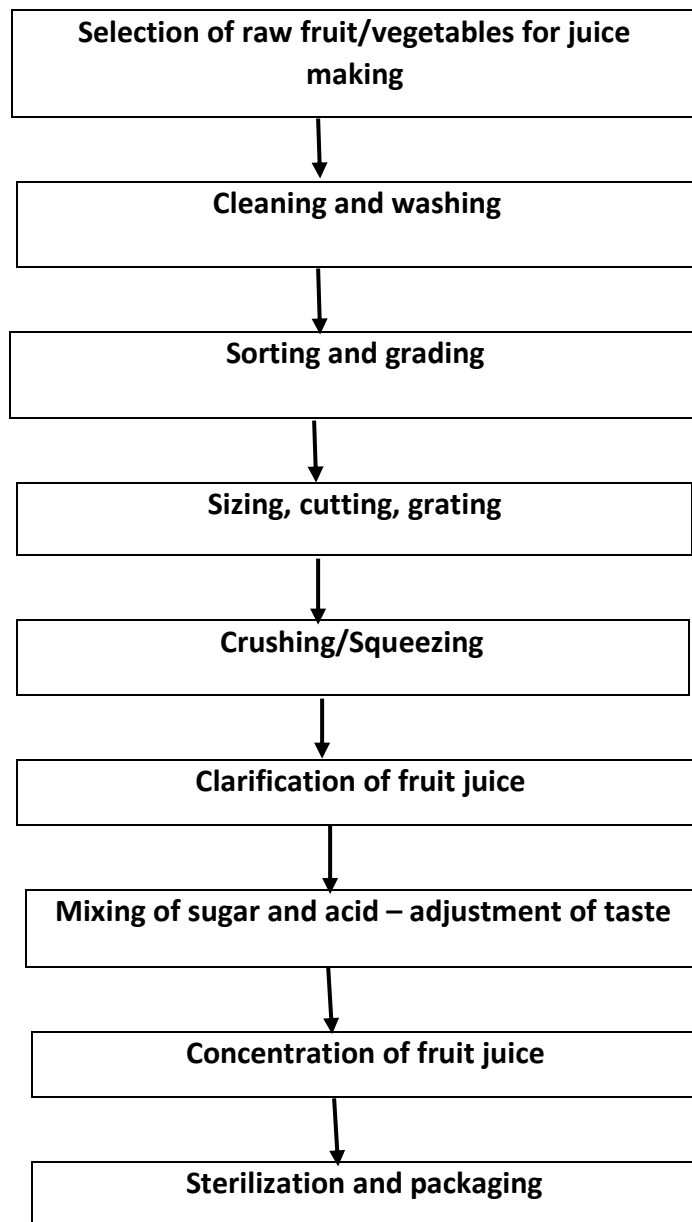 Selection of raw fruit/vegetables for juice
making
Cleaning and washing
Sorting and grading
Sizing, cutting, grating
Crushing/Squeezing
Clarification of fruit juice
Mixing of sugar and acid – adjustment of taste
Concentration of fruit juice
Sterilization and packaging